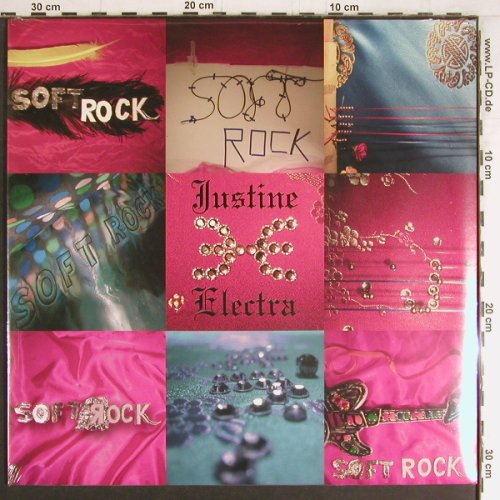 30 cm
20 cm
10 cm
www.LP-CD.de
SOFT ROCK
SOFT
ROCK
10 cm
SOFT ROCK
Justine
Electra
20 cm
SOFT ROCK
SOFT ROCK
30 cm